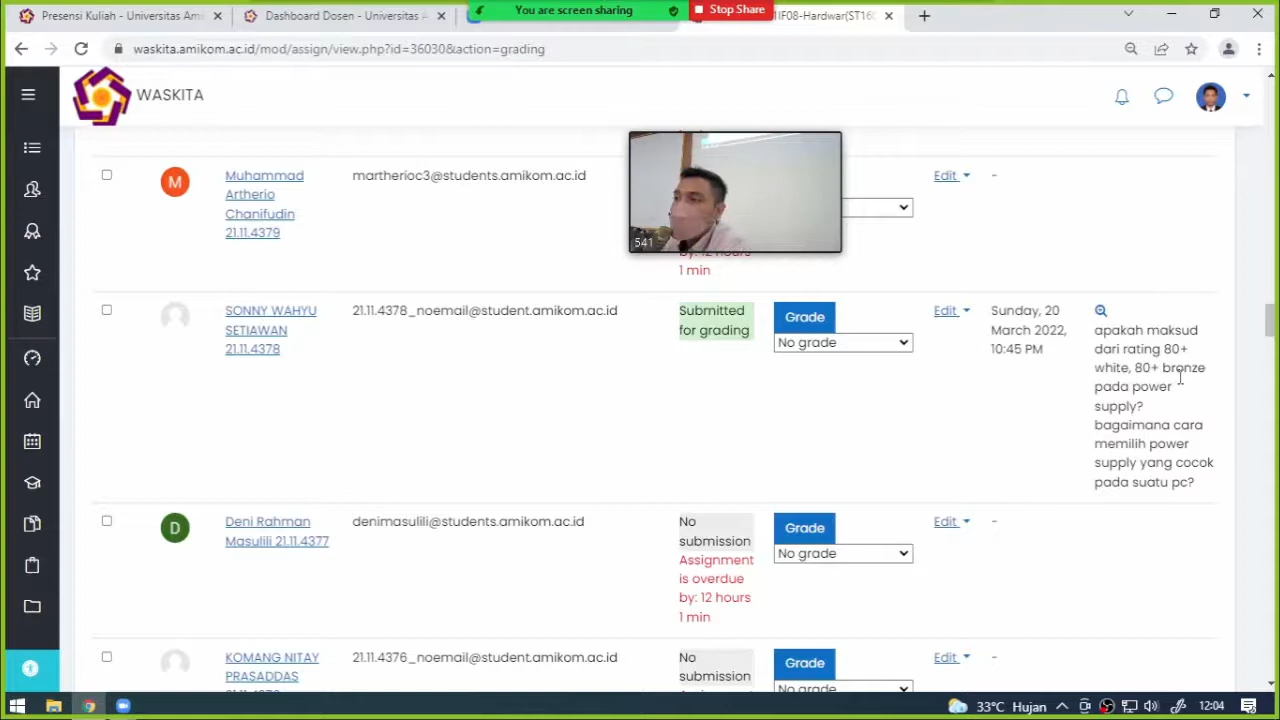 Presensi Kuliah - Universitas Ami
Dashboard Dosen - Universitas
You are screen sharing
Stop Share
IF08-Hardwar(ST16
waskita.amikom.ac.id/mod/assign/view.php?id=36030&action=grading
WASKITA
M
Muhammad
Artherio
Chanifudin
21.11.4379
martherioc3@students.amikom.ac.id
541
by: 12 hours
1 min
Edit
-
SONNY WAHYU
SETIAWAN
21.11.4378
21.11.4378_noemail@student.amikom.ac.id
Submitted
for grading
Grade
No grade
Edit
Sunday, 20
March 2022,
10:45 PM
apakah maksud
dari rating 80+
white, 80+ bronze
pada power
supply?
bagaimana cara
memilih power
supply yang cocok
pada suatu pc?
D
Deni Rahman
Masulili 21.11.4377
denimasulili@students.amikom.ac.id
No
submission
Assignment
is overdue
by: 12 hours
1 min
Grade
No grade
Edit
-
KOMANG NITAY
PRASADDAS
21.11.4376_noemail@student.amikom.ac.id
No
submission
Grade
No grade
Edit
-
33°C Hujan
12:04